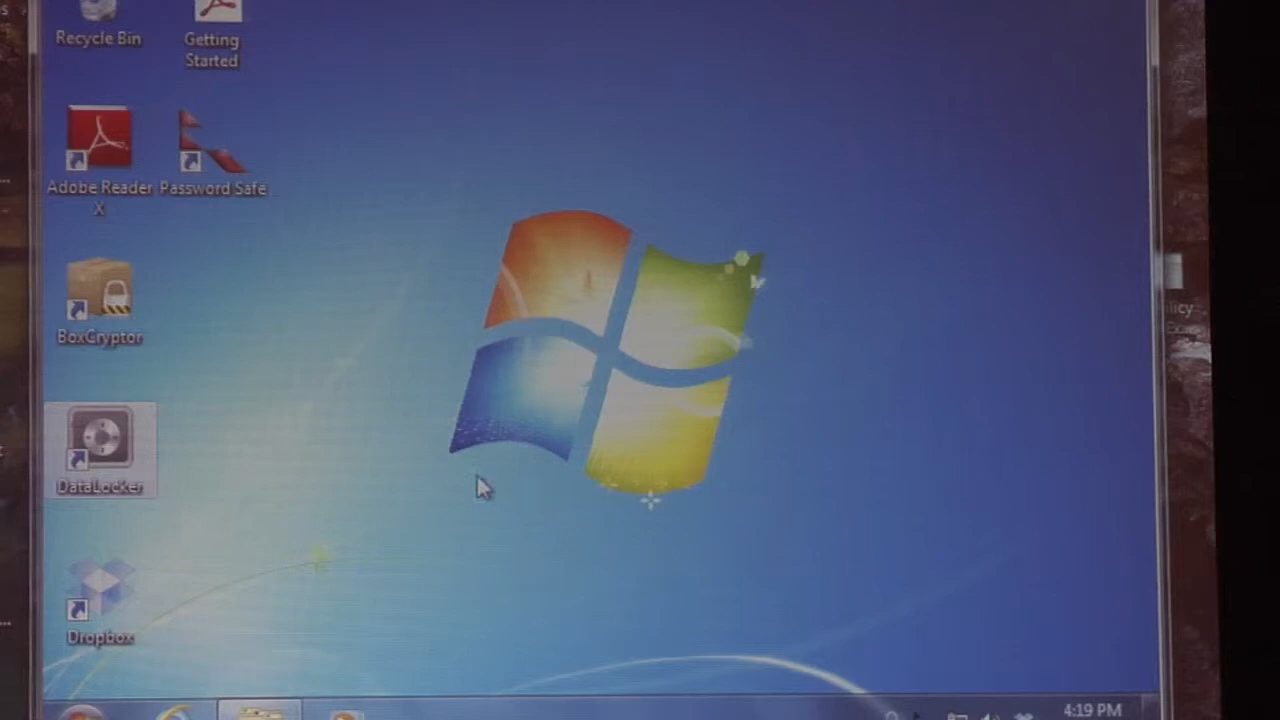 Recycle Bin
Getting
Started
Adobe Reader
X
Password Safe
BoxCryptor
DataLocker
Dropbox
4:19 PM